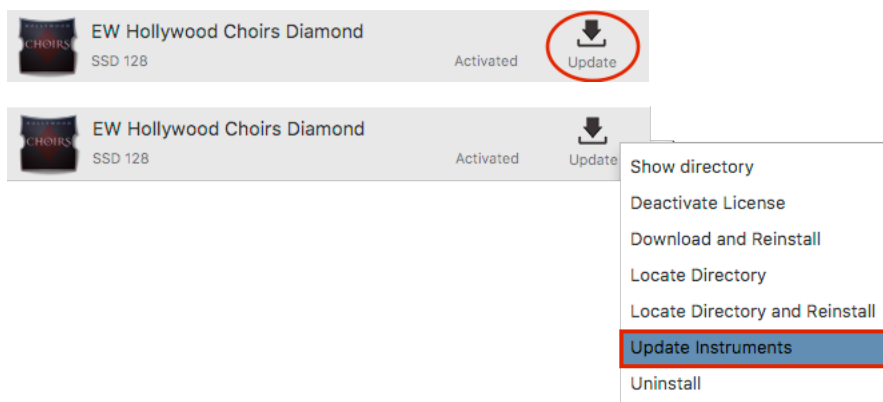 HOLLYWOOD
CHOIRS
EW Hollywood Choirs Diamond
SSD 128
Activated
Update
HOLLYWOOD
CHOIRS
EW Hollywood Choirs Diamond
SSD 128
Activated
Update
Show directory
Deactivate License
Download and Reinstall
Locate Directory
Locate Directory and Reinstall
Update Instruments
Uninstall